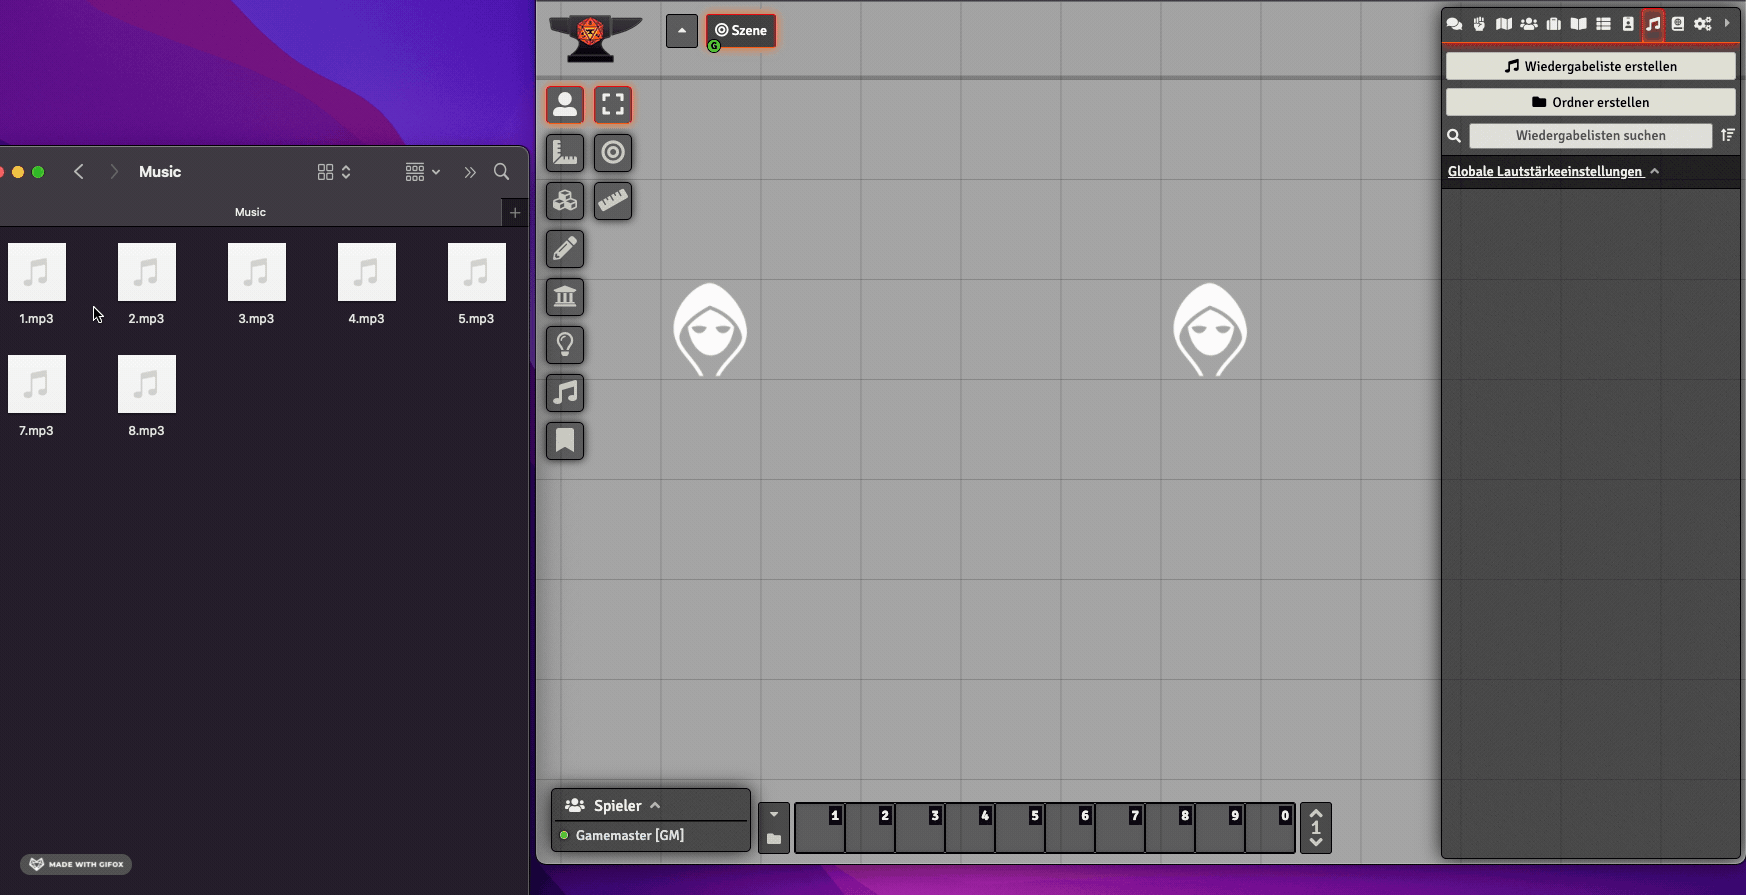 Music
Music
1.mp3
2.mp3
3.mp3
4.mp3
5.mp3
7.mp3
8.mp3
MADE WITH GIFOX
Szene
G
Spieler
Gamemaster [GM]
1
2
3
4
5
6
7
8
9
0
1
Wiedergabeliste erstellen
Ordner erstellen
Wiedergabelisten suchen
Globale Lautstärkeeinstellungen